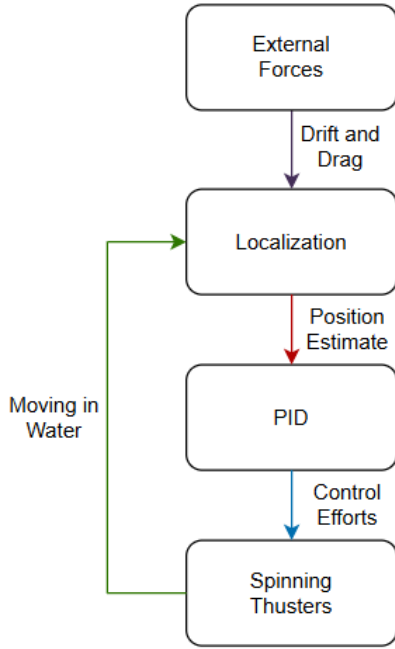 External
Forces
Drift and
Drag
Localization
Position
Estimate
PID
Moving in
Water
Control
Efforts
Spinning
Thusters